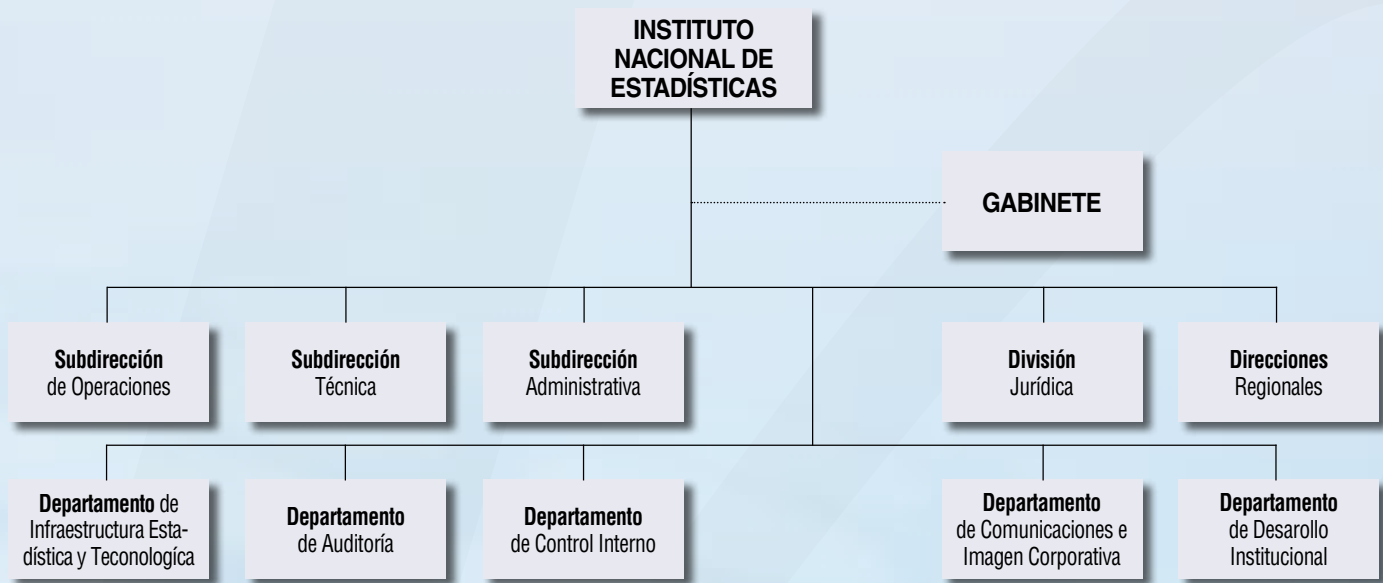 INSTITUTO
NACIONAL DE
ESTADÍSTICAS
GABINETE
Subdirección
de Operaciones
Subdirección
Técnica
Subdirección
Administrativa
División
Jurídica
Direcciones
Regionales
Departamento de
Infraestructura Esta-
dística y Teconologíca
Departamento
de Auditoría
Departamento
de Control Interno
Departamento
de Comunicaciones e
Imagen Corporativa
Departamento
de Desarollo
Institucional